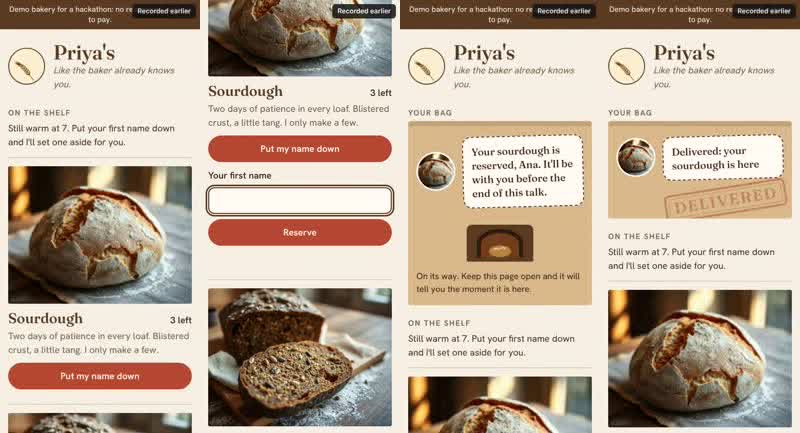 Demo bakery for a hackathon: no re
to pay.
Recorded earlier
Priya's
Like the baker already knows
you.
ON THE SHELF
Still warm at 7. Put your first name down
and I'll set one aside for you.
Sourdough
3 left
Two days of patience in every loaf. Blistered
crust, a little tang. I only make a few.
Put my name down
Recorded earlier
Sourdough
3 left
Two days of patience in every loaf. Blistered
crust, a little tang. I only make a few.
Put my name down
Your first name
Reserve
Demo bakery for a hackathon: no re
to pay.
Recorded earlier
Priya's
Like the baker already knows
you.
YOUR BAG
Your sourdough is
reserved, Ana. It'll be
with you before the
end of this talk.
On its way. Keep this page open and it will
tell you the moment it is here.
ON THE SHELF
Still warm at 7. Put your first name down
and I'll set one aside for you.
Demo bakery for a hackathon: no re
to pay.
Recorded earlier
Priya's
Like the baker already knows
you.
YOUR BAG
Delivered: your
sourdough is here
DELIVERED
ON THE SHELF
Still warm at 7. Put your first name down
and I'll set one aside for you.